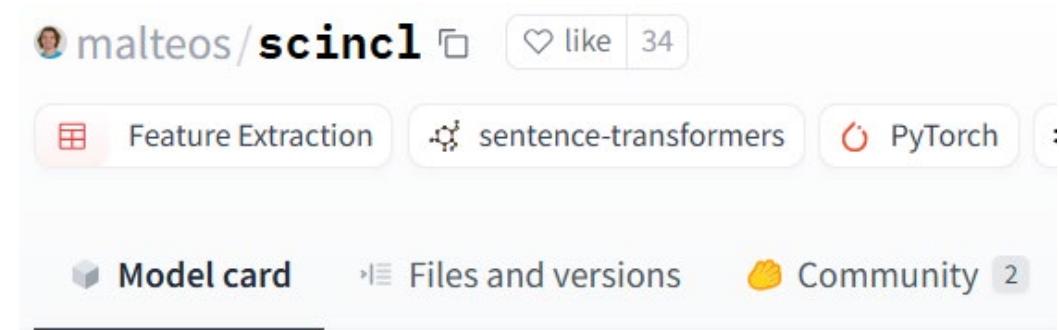 malteos/scincl like 34
Feature Extraction sentence-transformers PyTorch
Model card Files and versions Community 2